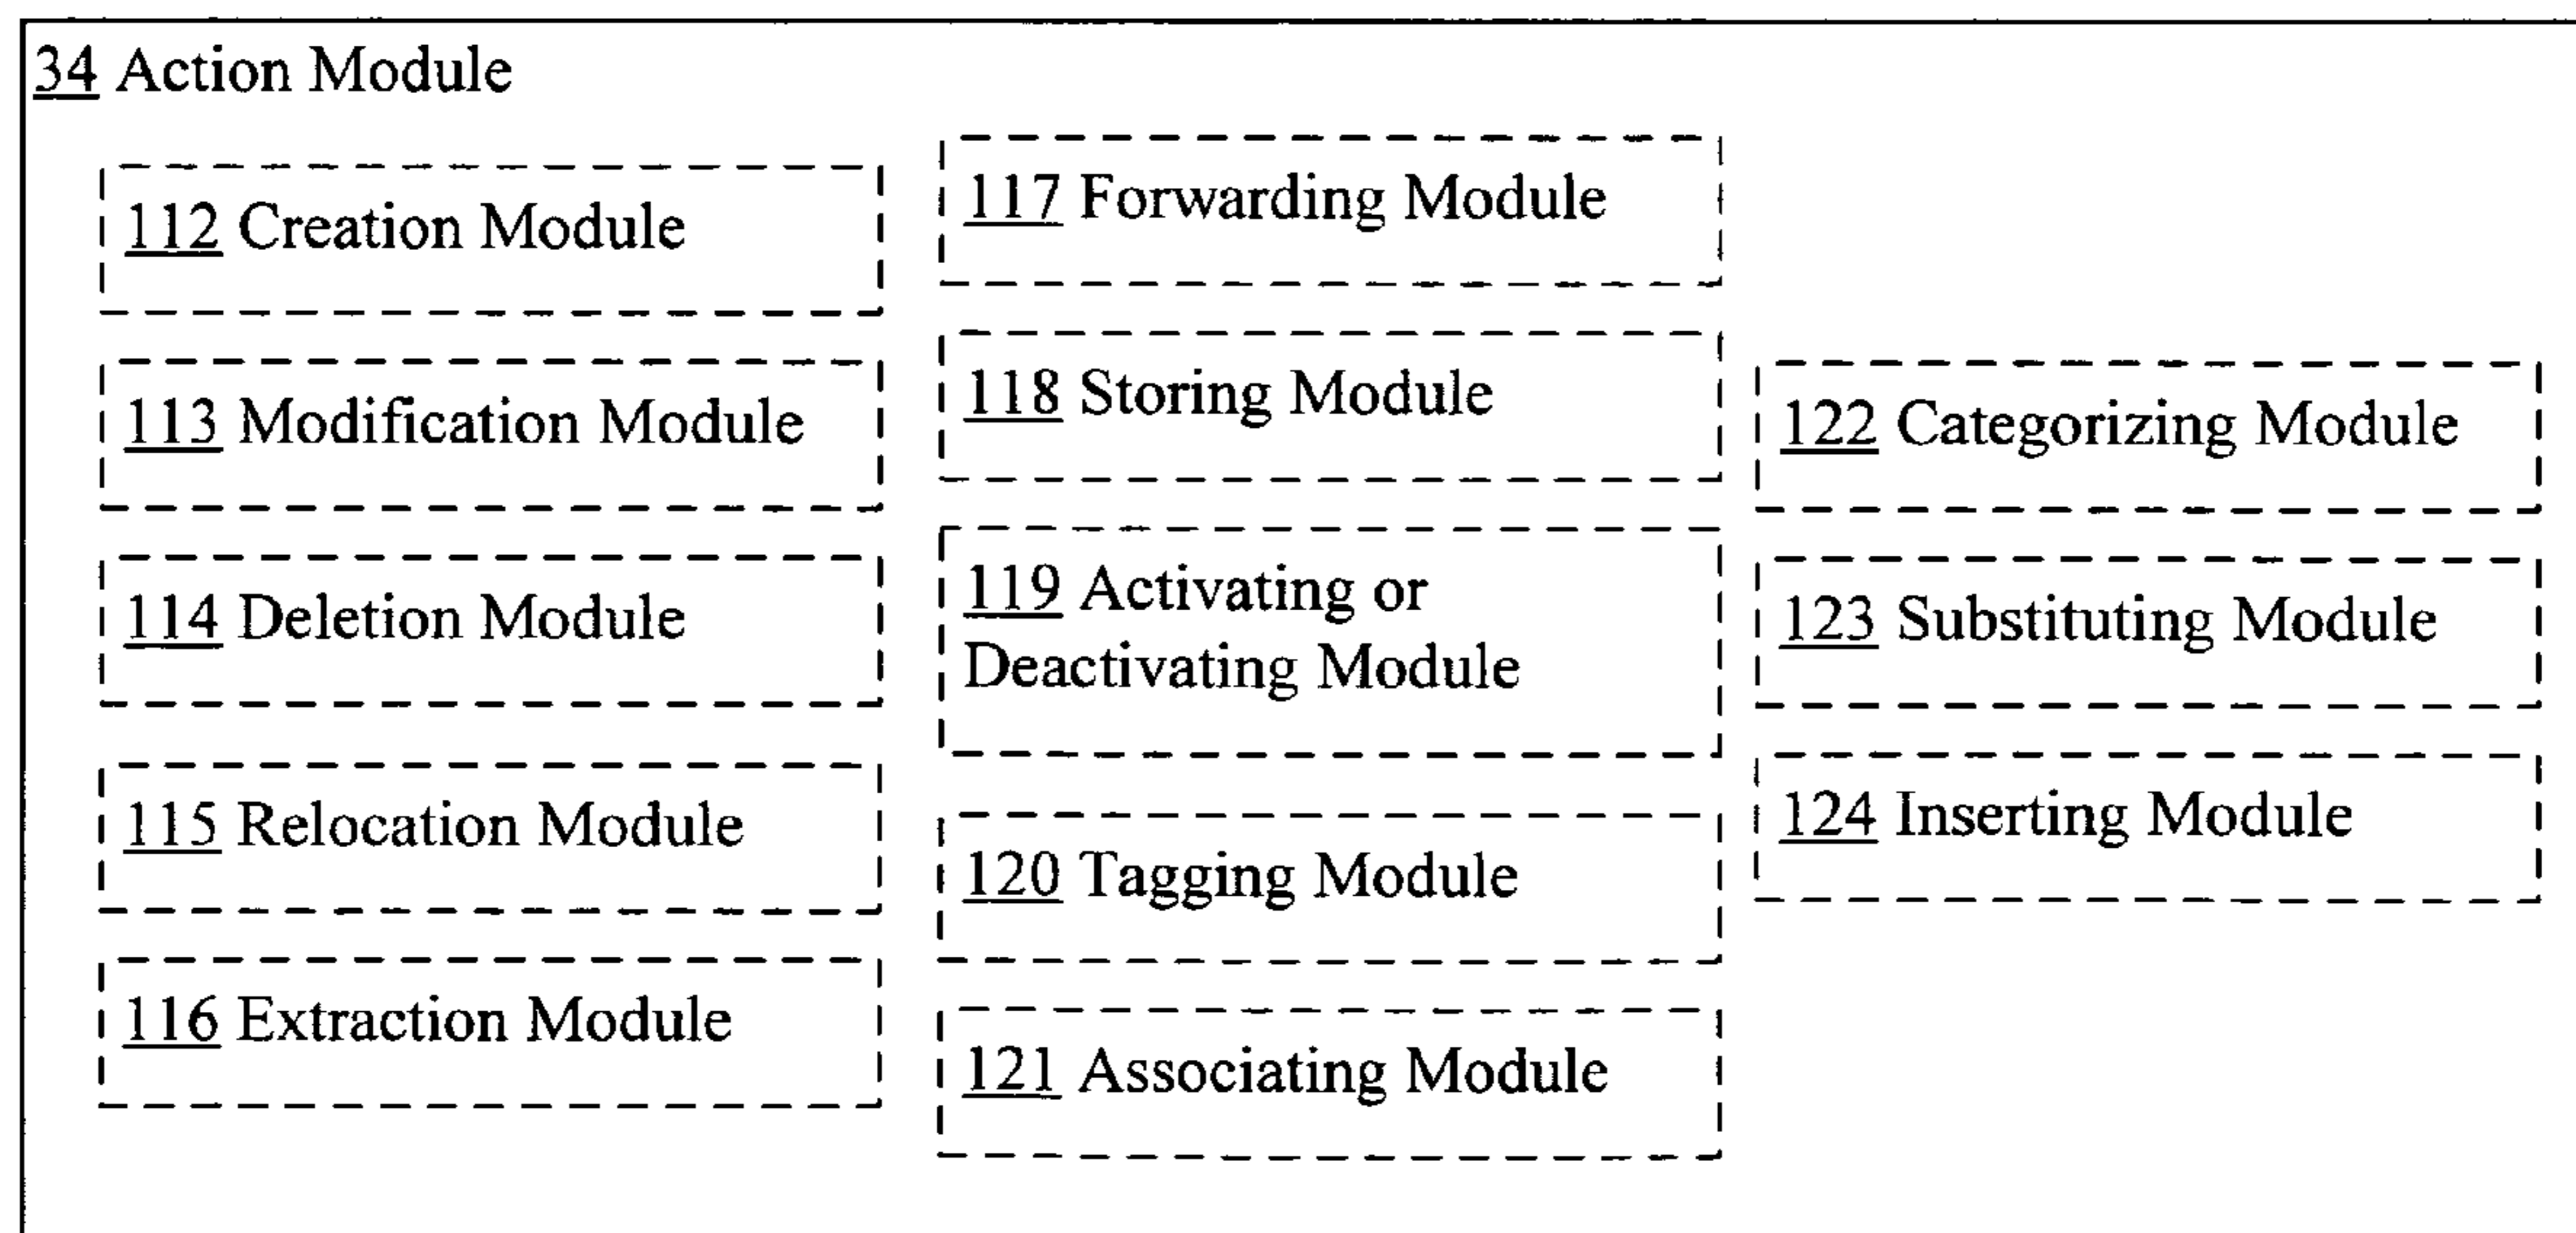 34 Action Module
112 Creation Module
113 Modification Module
114 Deletion Module
115 Relocation Module
116 Extraction Module
117 Forwarding Module
118 Storing Module
119 Activating or
Deactivating Module
120 Tagging Module
121 Associating Module
122 Categorizing Module
123 Substituting Module
124 Inserting Module